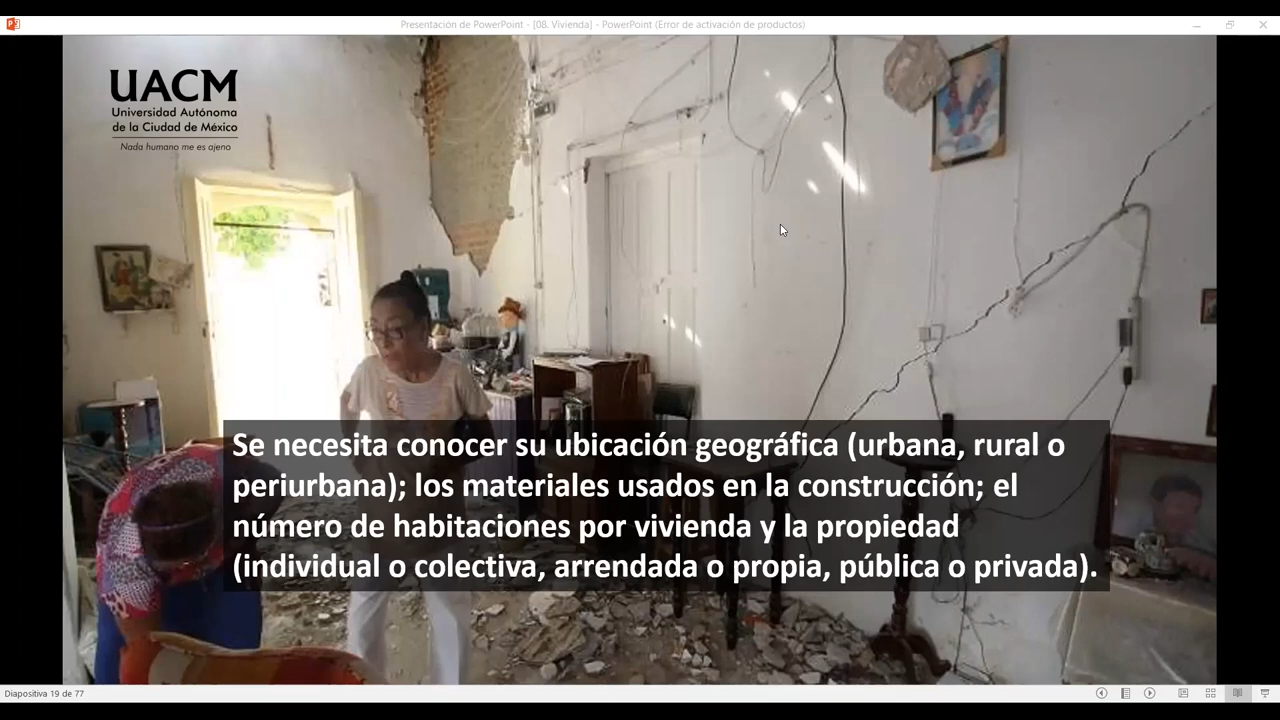 Presentación de PowerPoint - [08. Vivienda] - PowerPoint (Error de activación de productos)
UACM
Universidad Autónoma
de la Ciudad de México
Nada humano me es ajeno
Se necesita conocer su ubicación geográfica (urbana, rural o
periurbana); los materiales usados en la construcción; el
número de habitaciones por vivienda y la propiedad
(individual o colectiva, arrendada o propia, pública o privada).
Diapositiva 19 de 77